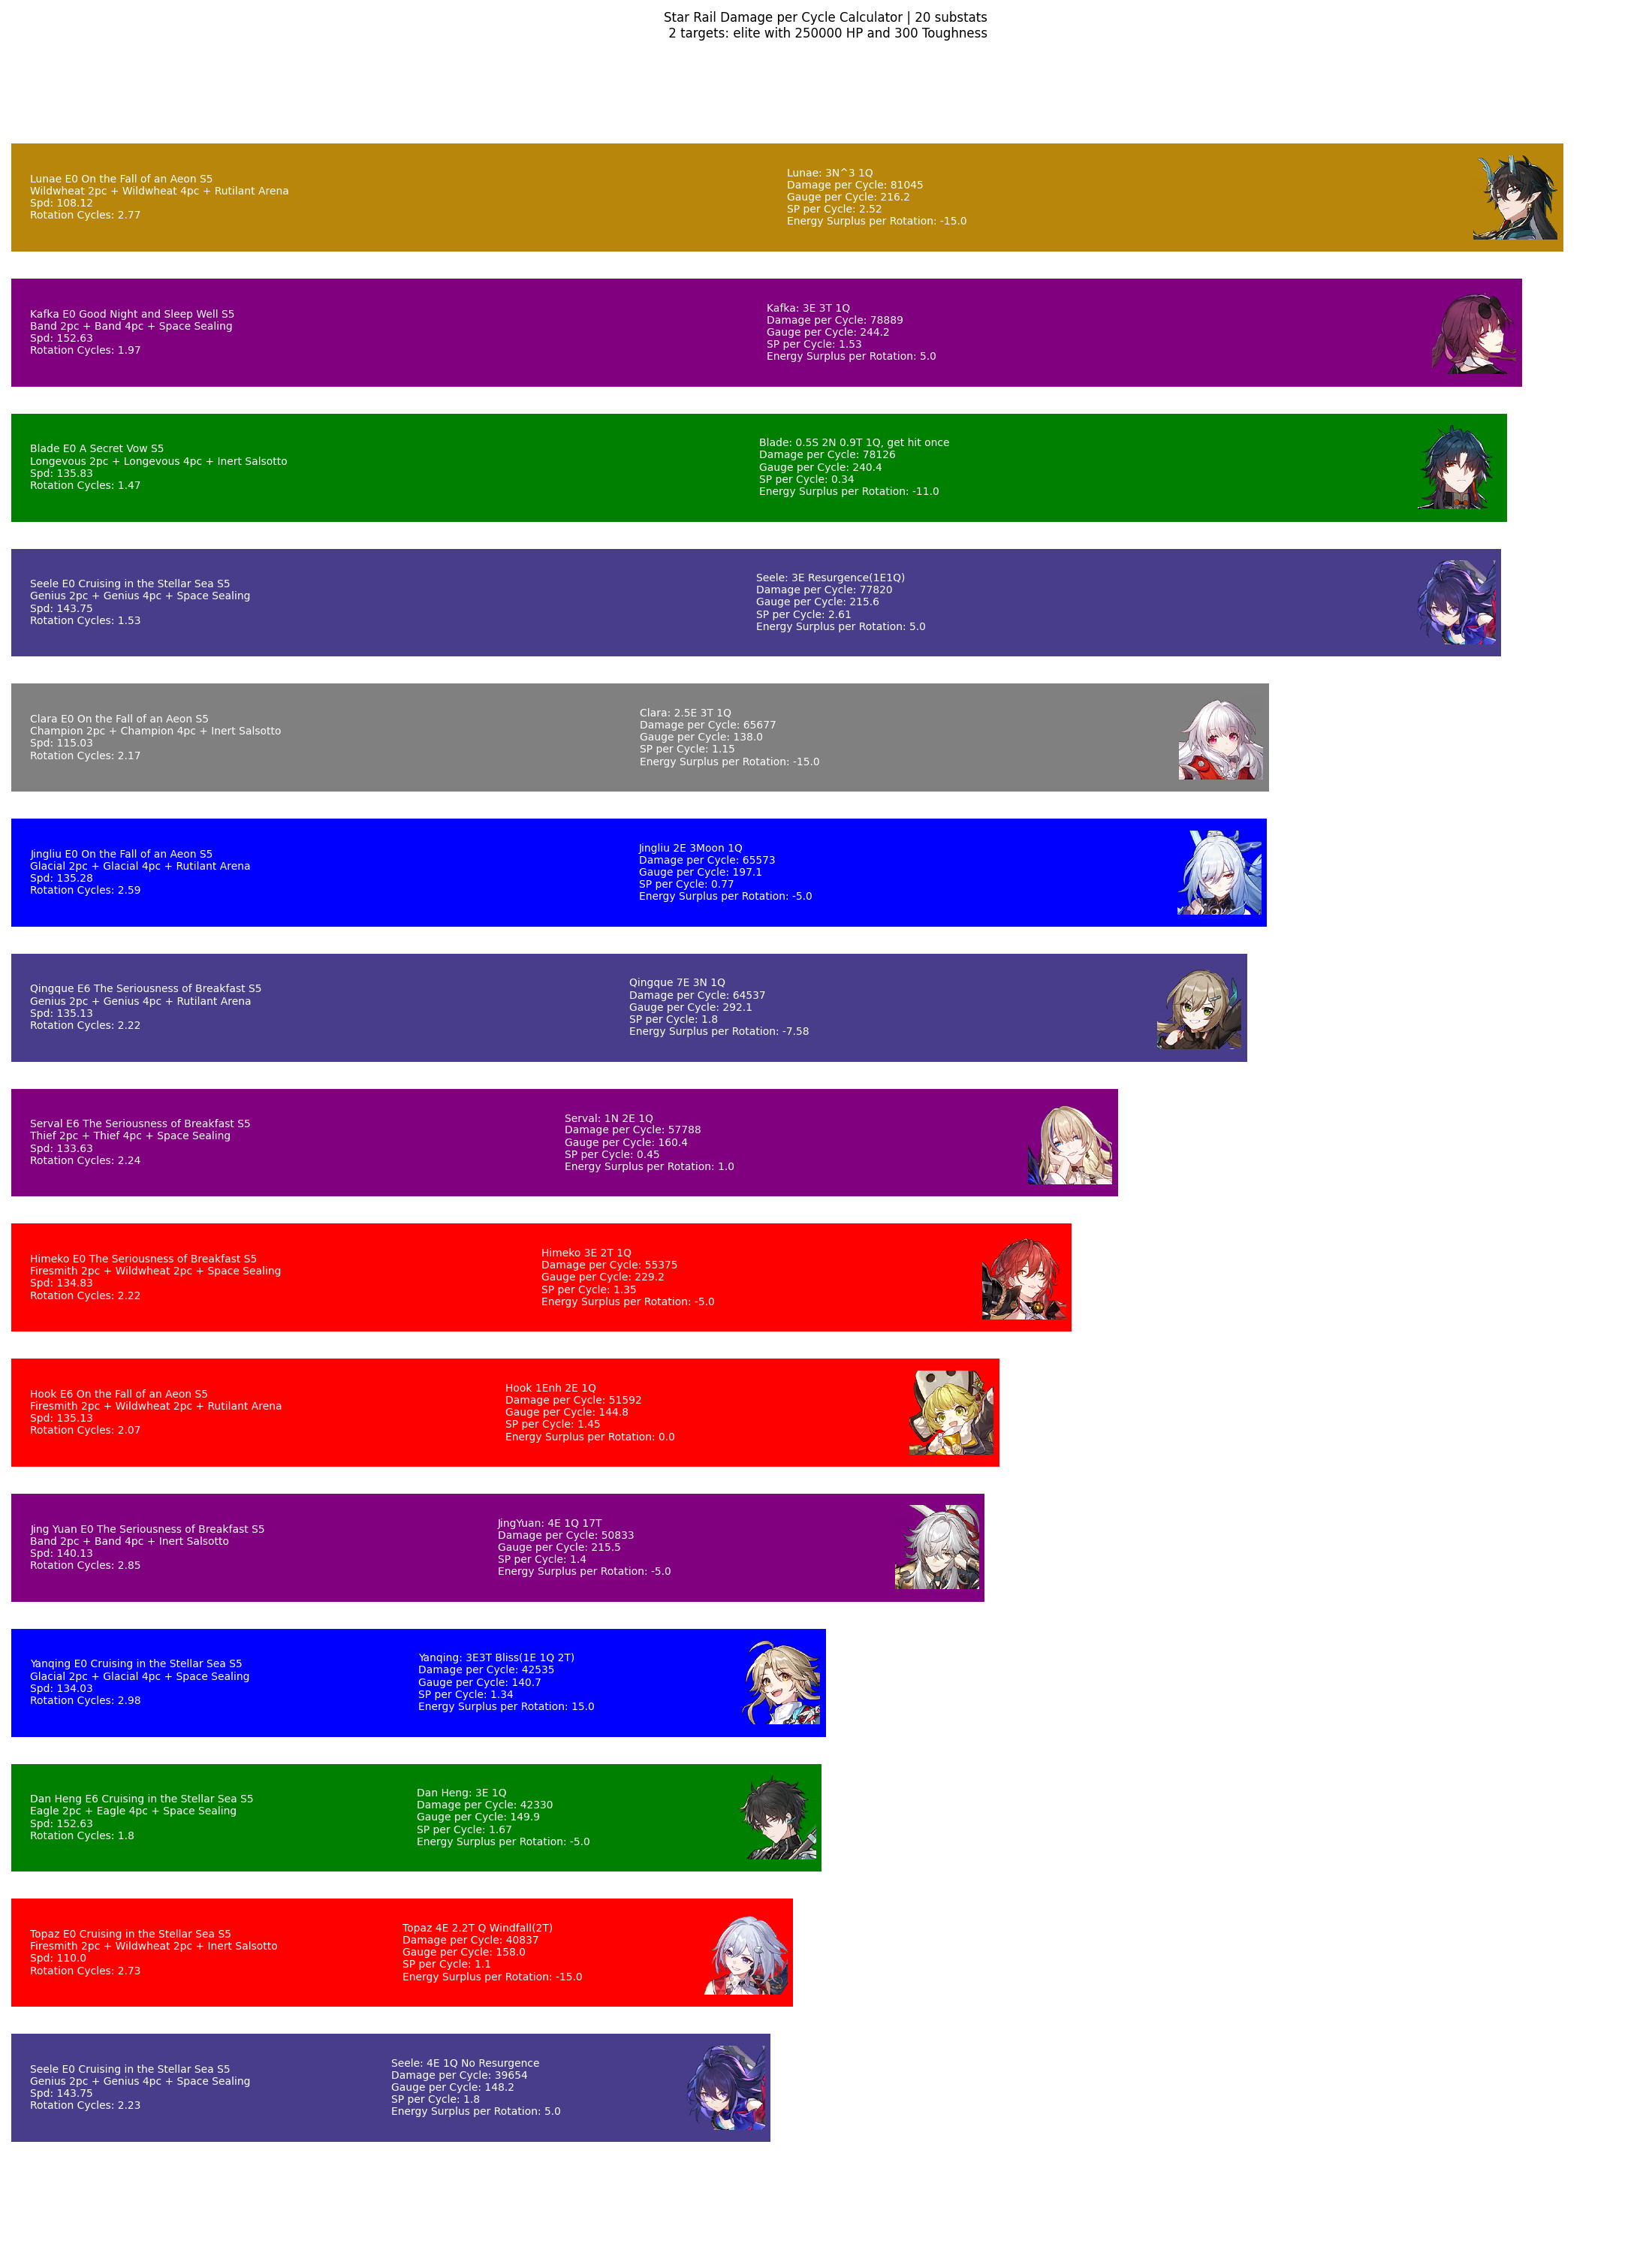 Star Rail Damage per Cycle Calculator | 20 substats
2 targets: elite with 250000 HP and 300 Toughness
Lunae E0 On the Fall of an Aeon S5
Wildwheat 2pc + Wildwheat 4pc + Rutilant Arena
Spd: 108.12
Rotation Cycles: 2.77
Lunae: 3N^3 1Q
Damage per Cycle: 81045
Gauge per Cycle: 216.2
SP per Cycle: 2.52
Energy Surplus per Rotation: -15.0
Kafka E0 Good Night and Sleep Well S5
Band 2pc + Band 4pc + Space Sealing
Spd: 152.63
Rotation Cycles: 1.97
Kafka: 3E 3T 1Q
Damage per Cycle: 78889
Gauge per Cycle: 244.2
SP per Cycle: 1.53
Energy Surplus per Rotation: 5.0
Blade E0 A Secret Vow S5
Longevous 2pc + Longevous 4pc + Inert Salsotto
Spd: 135.83
Rotation Cycles: 1.47
Blade: 0.5S 2N 0.9T 1Q, get hit once
Damage per Cycle: 78126
Gauge per Cycle: 240.4
SP per Cycle: 0.34
Energy Surplus per Rotation: -11.0
Seele E0 Cruising in the Stellar Sea S5
Genius 2pc + Genius 4pc + Space Sealing
Spd: 143.75
Rotation Cycles: 1.53
Seele: 3E Resurgence(1E1Q)
Damage per Cycle: 77820
Gauge per Cycle: 215.6
SP per Cycle: 2.61
Energy Surplus per Rotation: 5.0
Clara E0 On the Fall of an Aeon S5
Champion 2pc + Champion 4pc + Inert Salsotto
Spd: 115.03
Rotation Cycles: 2.17
Clara: 2.5E 3T 1Q
Damage per Cycle: 65677
Gauge per Cycle: 138.0
SP per Cycle: 1.15
Energy Surplus per Rotation: -15.0
Jingliu E0 On the Fall of an Aeon S5
Glacial 2pc + Glacial 4pc + Rutilant Arena
Spd: 135.28
Rotation Cycles: 2.59
Jingliu 2E 3Moon 1Q
Damage per Cycle: 65573
Gauge per Cycle: 197.1
SP per Cycle: 0.77
Energy Surplus per Rotation: -5.0
Qingque E6 The Seriousness of Breakfast S5
Genius 2pc + Genius 4pc + Rutilant Arena
Spd: 135.13
Rotation Cycles: 2.22
Qingque 7E 3N 1Q
Damage per Cycle: 64537
Gauge per Cycle: 292.1
SP per Cycle: 1.8
Energy Surplus per Rotation: -7.58
Serval E6 The Seriousness of Breakfast S5
Thief 2pc + Thief 4pc + Space Sealing
Spd: 133.63
Rotation Cycles: 2.24
Serval: 1N 2E 1Q
Damage per Cycle: 57788
Gauge per Cycle: 160.4
SP per Cycle: 0.45
Energy Surplus per Rotation: 1.0
Himeko E0 The Seriousness of Breakfast S5
Firesmith 2pc + Wildwheat 2pc + Space Sealing
Spd: 134.83
Rotation Cycles: 2.22
Himeko 3E 2T 1Q
Damage per Cycle: 55375
Gauge per Cycle: 229.2
SP per Cycle: 1.35
Energy Surplus per Rotation: -5.0
Hook E6 On the Fall of an Aeon S5
Firesmith 2pc + Wildwheat 2pc + Rutilant Arena
Spd: 135.13
Rotation Cycles: 2.07
Hook 1Enh 2E 1Q
Damage per Cycle: 51592
Gauge per Cycle: 144.8
SP per Cycle: 1.45
Energy Surplus per Rotation: 0.0
Jing Yuan E0 The Seriousness of Breakfast S5
Band 2pc + Band 4pc + Inert Salsotto
Spd: 140.13
Rotation Cycles: 2.85
JingYuan: 4E 1Q 17T
Damage per Cycle: 50833
Gauge per Cycle: 215.5
SP per Cycle: 1.4
Energy Surplus per Rotation: -5.0
Yanqing E0 Cruising in the Stellar Sea S5
Glacial 2pc + Glacial 4pc + Space Sealing
Spd: 134.03
Rotation Cycles: 2.98
Yanqing: 3E3T Bliss(1E 1Q 2T)
Damage per Cycle: 42535
Gauge per Cycle: 140.7
SP per Cycle: 1.34
Energy Surplus per Rotation: 15.0
Dan Heng E6 Cruising in the Stellar Sea S5
Eagle 2pc + Eagle 4pc + Space Sealing
Spd: 152.63
Rotation Cycles: 1.8
Dan Heng: 3E 1Q
Damage per Cycle: 42330
Gauge per Cycle: 149.9
SP per Cycle: 1.67
Energy Surplus per Rotation: -5.0
Topaz E0 Cruising in the Stellar Sea S5
Firesmith 2pc + Wildwheat 2pc + Inert Salsotto
Spd: 110.0
Rotation Cycles: 2.73
Topaz 4E 2.2T Q Windfall(2T)
Damage per Cycle: 40837
Gauge per Cycle: 158.0
SP per Cycle: 1.1
Energy Surplus per Rotation: -15.0
Seele E0 Cruising in the Stellar Sea S5
Genius 2pc + Genius 4pc + Space Sealing
Spd: 143.75
Rotation Cycles: 2.23
Seele: 4E 1Q No Resurgence
Damage per Cycle: 39654
Gauge per Cycle: 148.2
SP per Cycle: 1.8
Energy Surplus per Rotation: 5.0